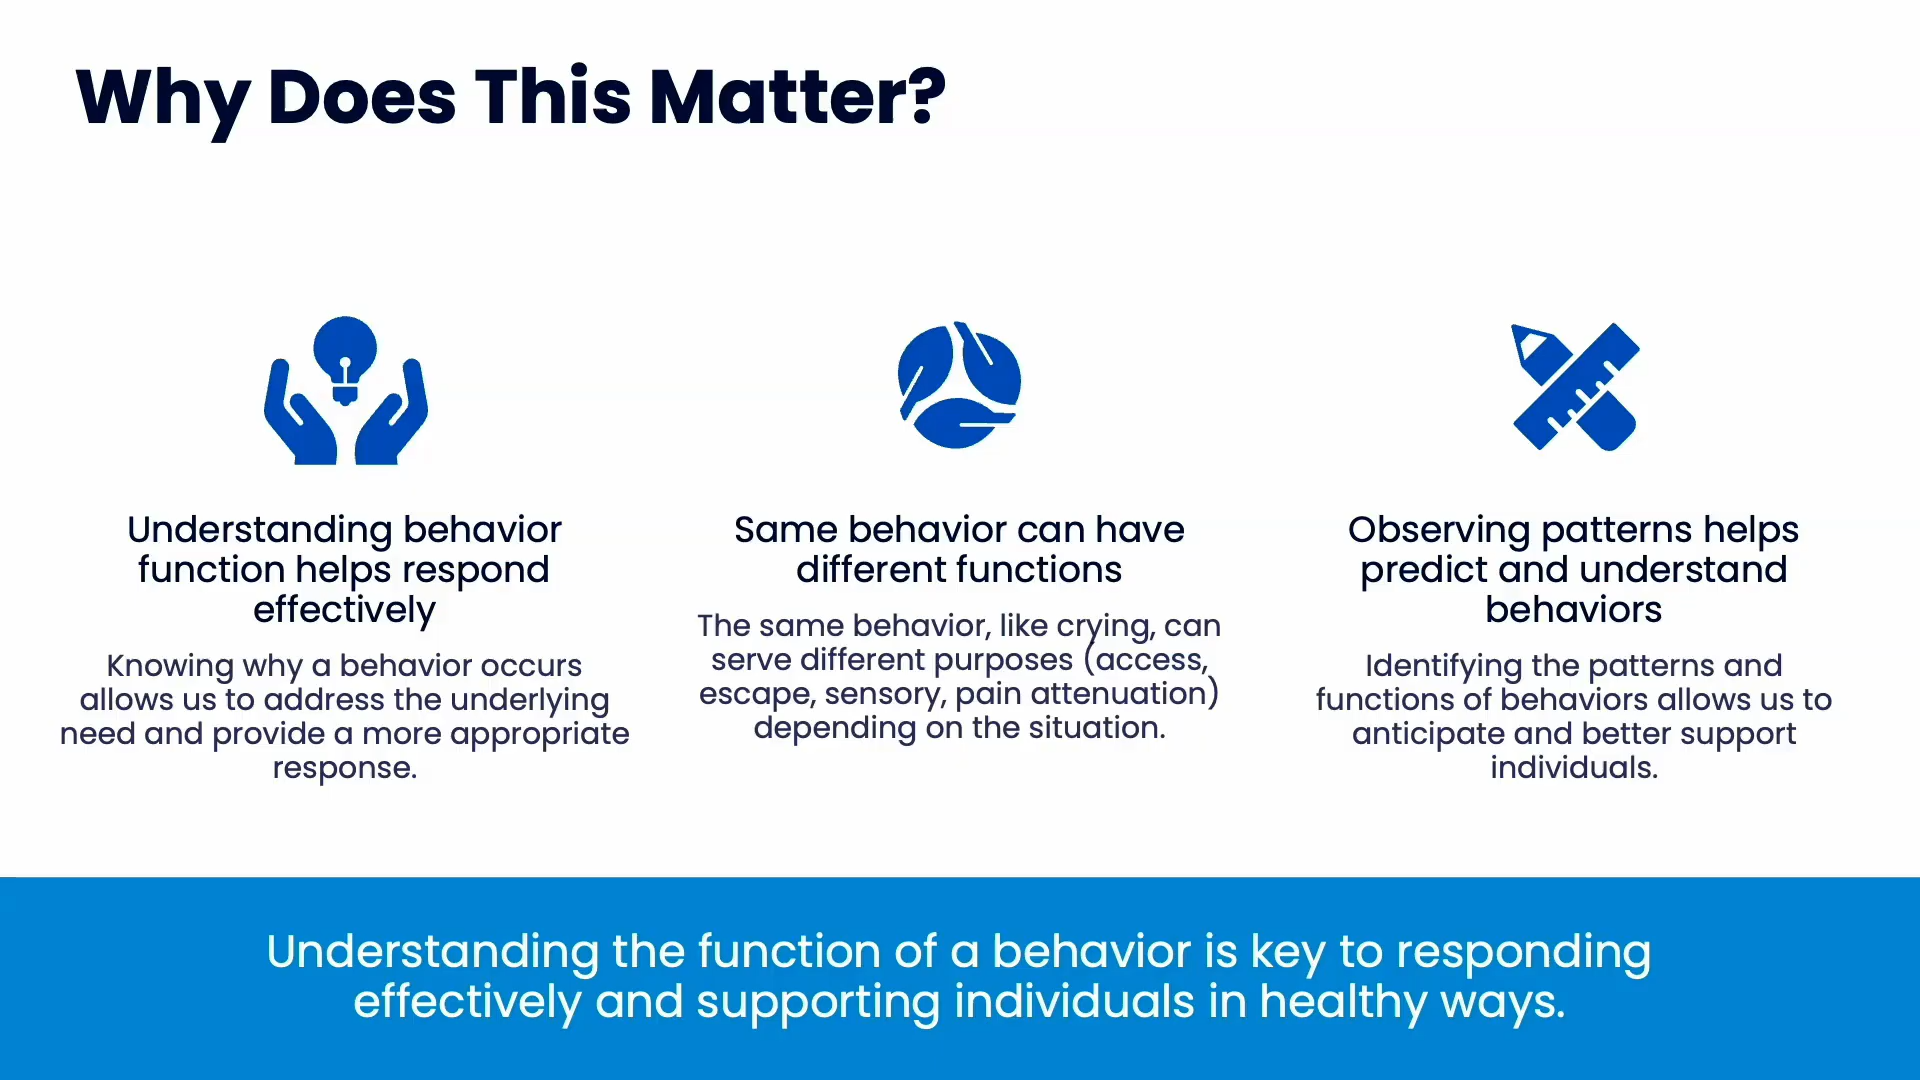 Why Does This Matter?
Understanding behavior
function helps respond
effectively
Knowing why a behavior occurs
allows us to address the underlying
need and provide a more appropriate
response.
Same behavior can have
different functions
The same behavior, like crying, can
serve different purposes (access,
escape, sensory, pain attenuation)
depending on the situation.
Observing patterns helps
predict and understand
behaviors
Identifying the patterns and
functions of behaviors allows us to
anticipate and better support
individuals.
Understanding the function of a behavior is key to responding
effectively and supporting individuals in healthy ways.